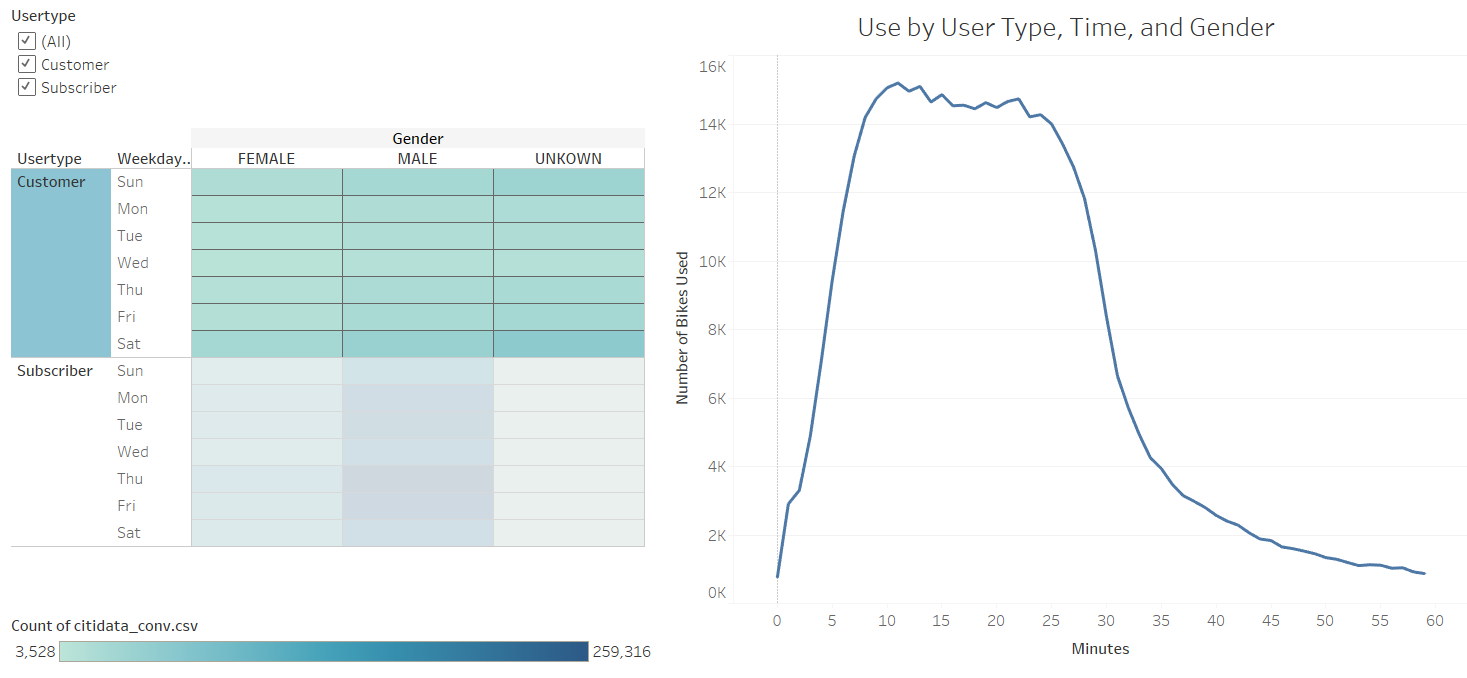 Usertype
(All)
Customer
Subscriber
Gender
Usertype Weekday.. FEMALE MALE UNKOWN
Customer Sun
Mon
Tue
Wed
Thu
Fri
Sat
Subscriber Sun
Mon
Tue
Wed
Thu
Fri
Sat
Count of citidata_conv.csv
3,528 259,316
Use by User Type, Time, and Gender
16K
14K
12K
10K
8K
6K
4K
2K
0K
Number of Bikes Used
0 5 10 15 20 25 30 35 40 45 50 55 60
Minutes